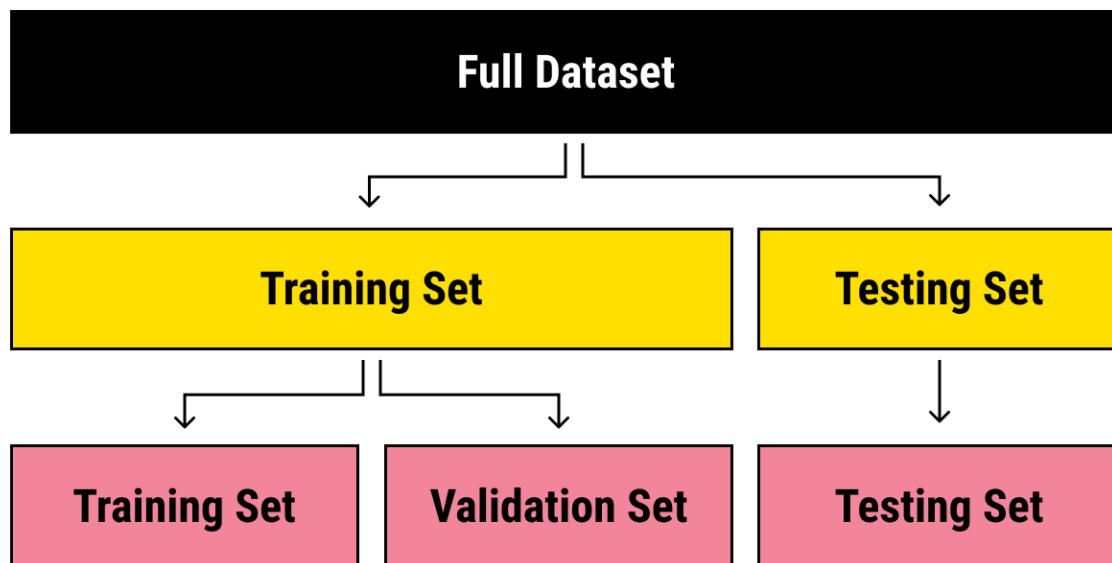 Full Dataset
Training Set
Testing Set
Training Set
Validation Set
Testing Set